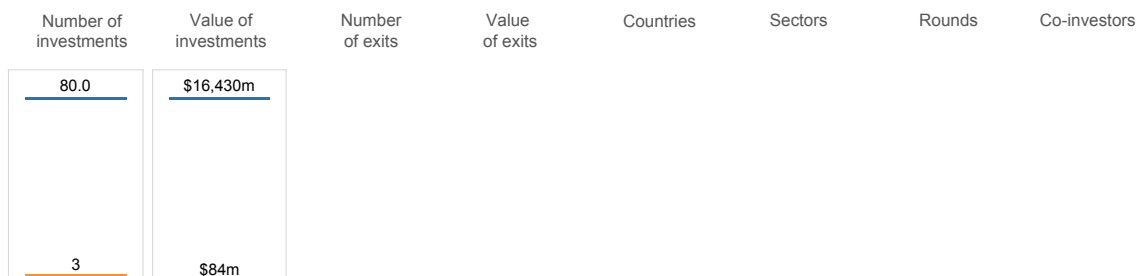 Number of investments
Value of investments
Number of exits
Value of exits
Countries
Sectors
Rounds
Co-investors
80.0
$16,430m
3
$84m